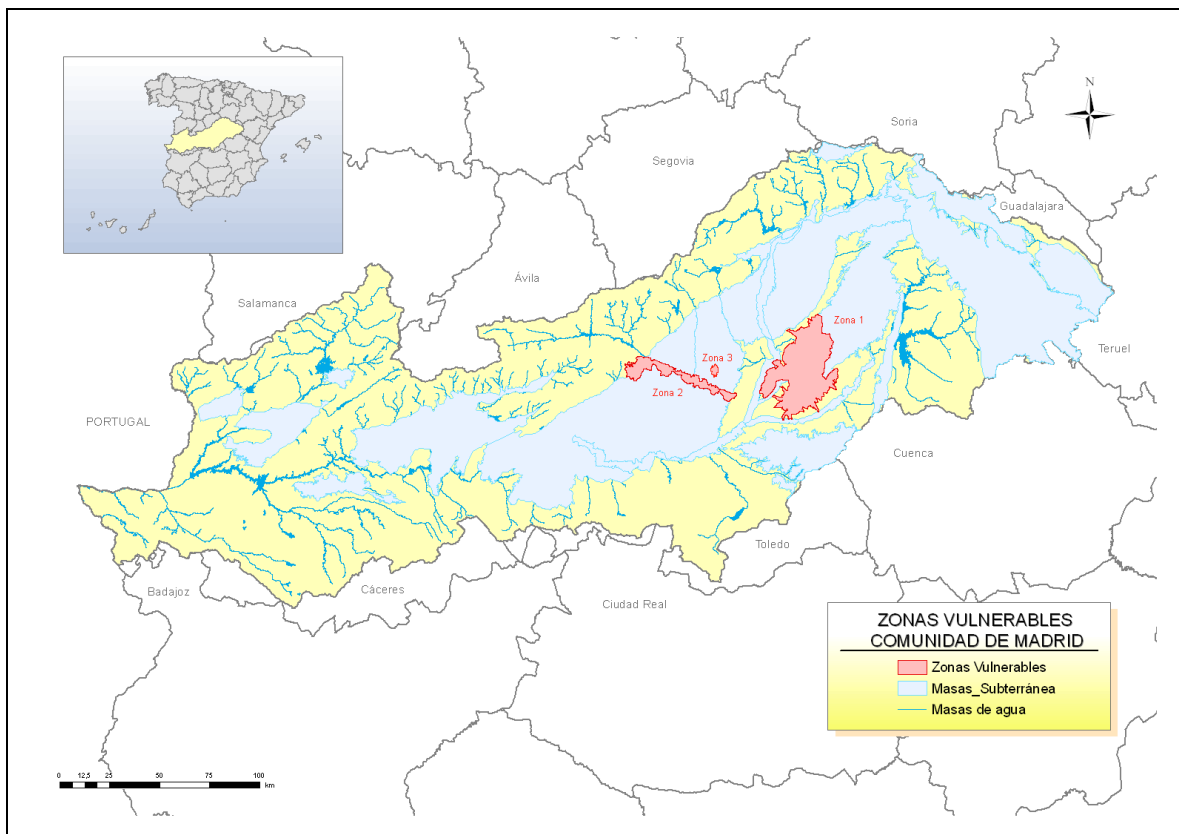 N
Soria
Segovia
Guadalajara
Ávila
Salamanca
Zona 1
Teruel
Zona 3
Zona 2
PORTUGAL
Cuenca
Toledo
Badajoz
Cáceres
Ciudad Real
ZONAS VULNERABLES
COMUNIDAD DE MADRID
Zonas Vulnerables
Masas_Subterránea
Masas de agua
0 12,5 25 50 75 100
km